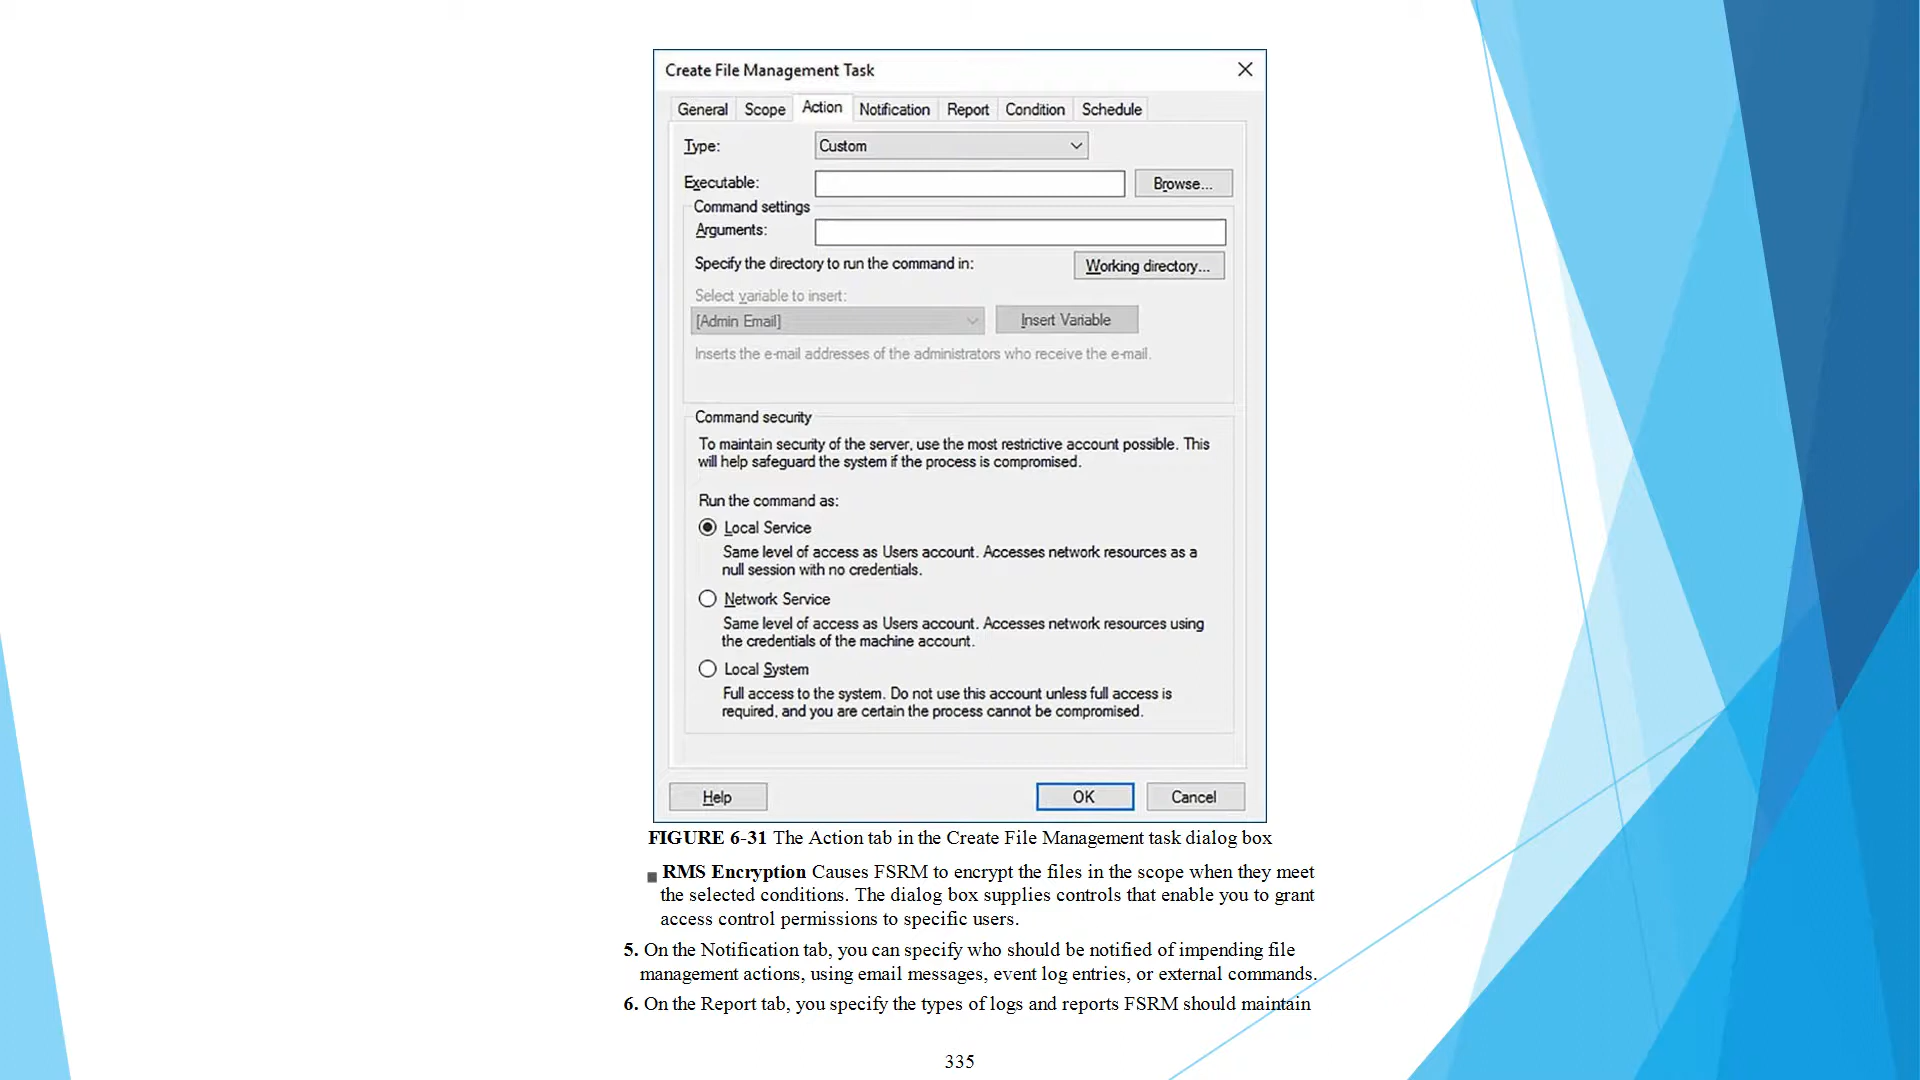 Create File Management Task
General Scope Action Notification Report Condition Schedule
Type: Custom
Executable: Browse...
Command settings
Arguments:
Specify the directory to run the command in: Working directory...
Select variable to insert:
[Admin Email] Insert Variable
Inserts the e-mail addresses of the administrators who receive the e-mail.
Command security
To maintain security of the server, use the most restrictive account possible. This
will help safeguard the system if the process is compromised.
Run the command as:
Local Service
Same level of access as Users account. Accesses network resources as a
null session with no credentials.
Network Service
Same level of access as Users account. Accesses network resources using
the credentials of the machine account.
Local System
Full access to the system. Do not use this account unless full access is
required, and you are certain the process cannot be compromised.
Help OK Cancel
FIGURE 6-31 The Action tab in the Create File Management task dialog box
■ RMS Encryption Causes FSRM to encrypt the files in the scope when they meet
the selected conditions. The dialog box supplies controls that enable you to grant
access control permissions to specific users.
5. On the Notification tab, you can specify who should be notified of impending file
management actions, using email messages, event log entries, or external commands.
6. On the Report tab, you specify the types of logs and reports FSRM should maintain
335